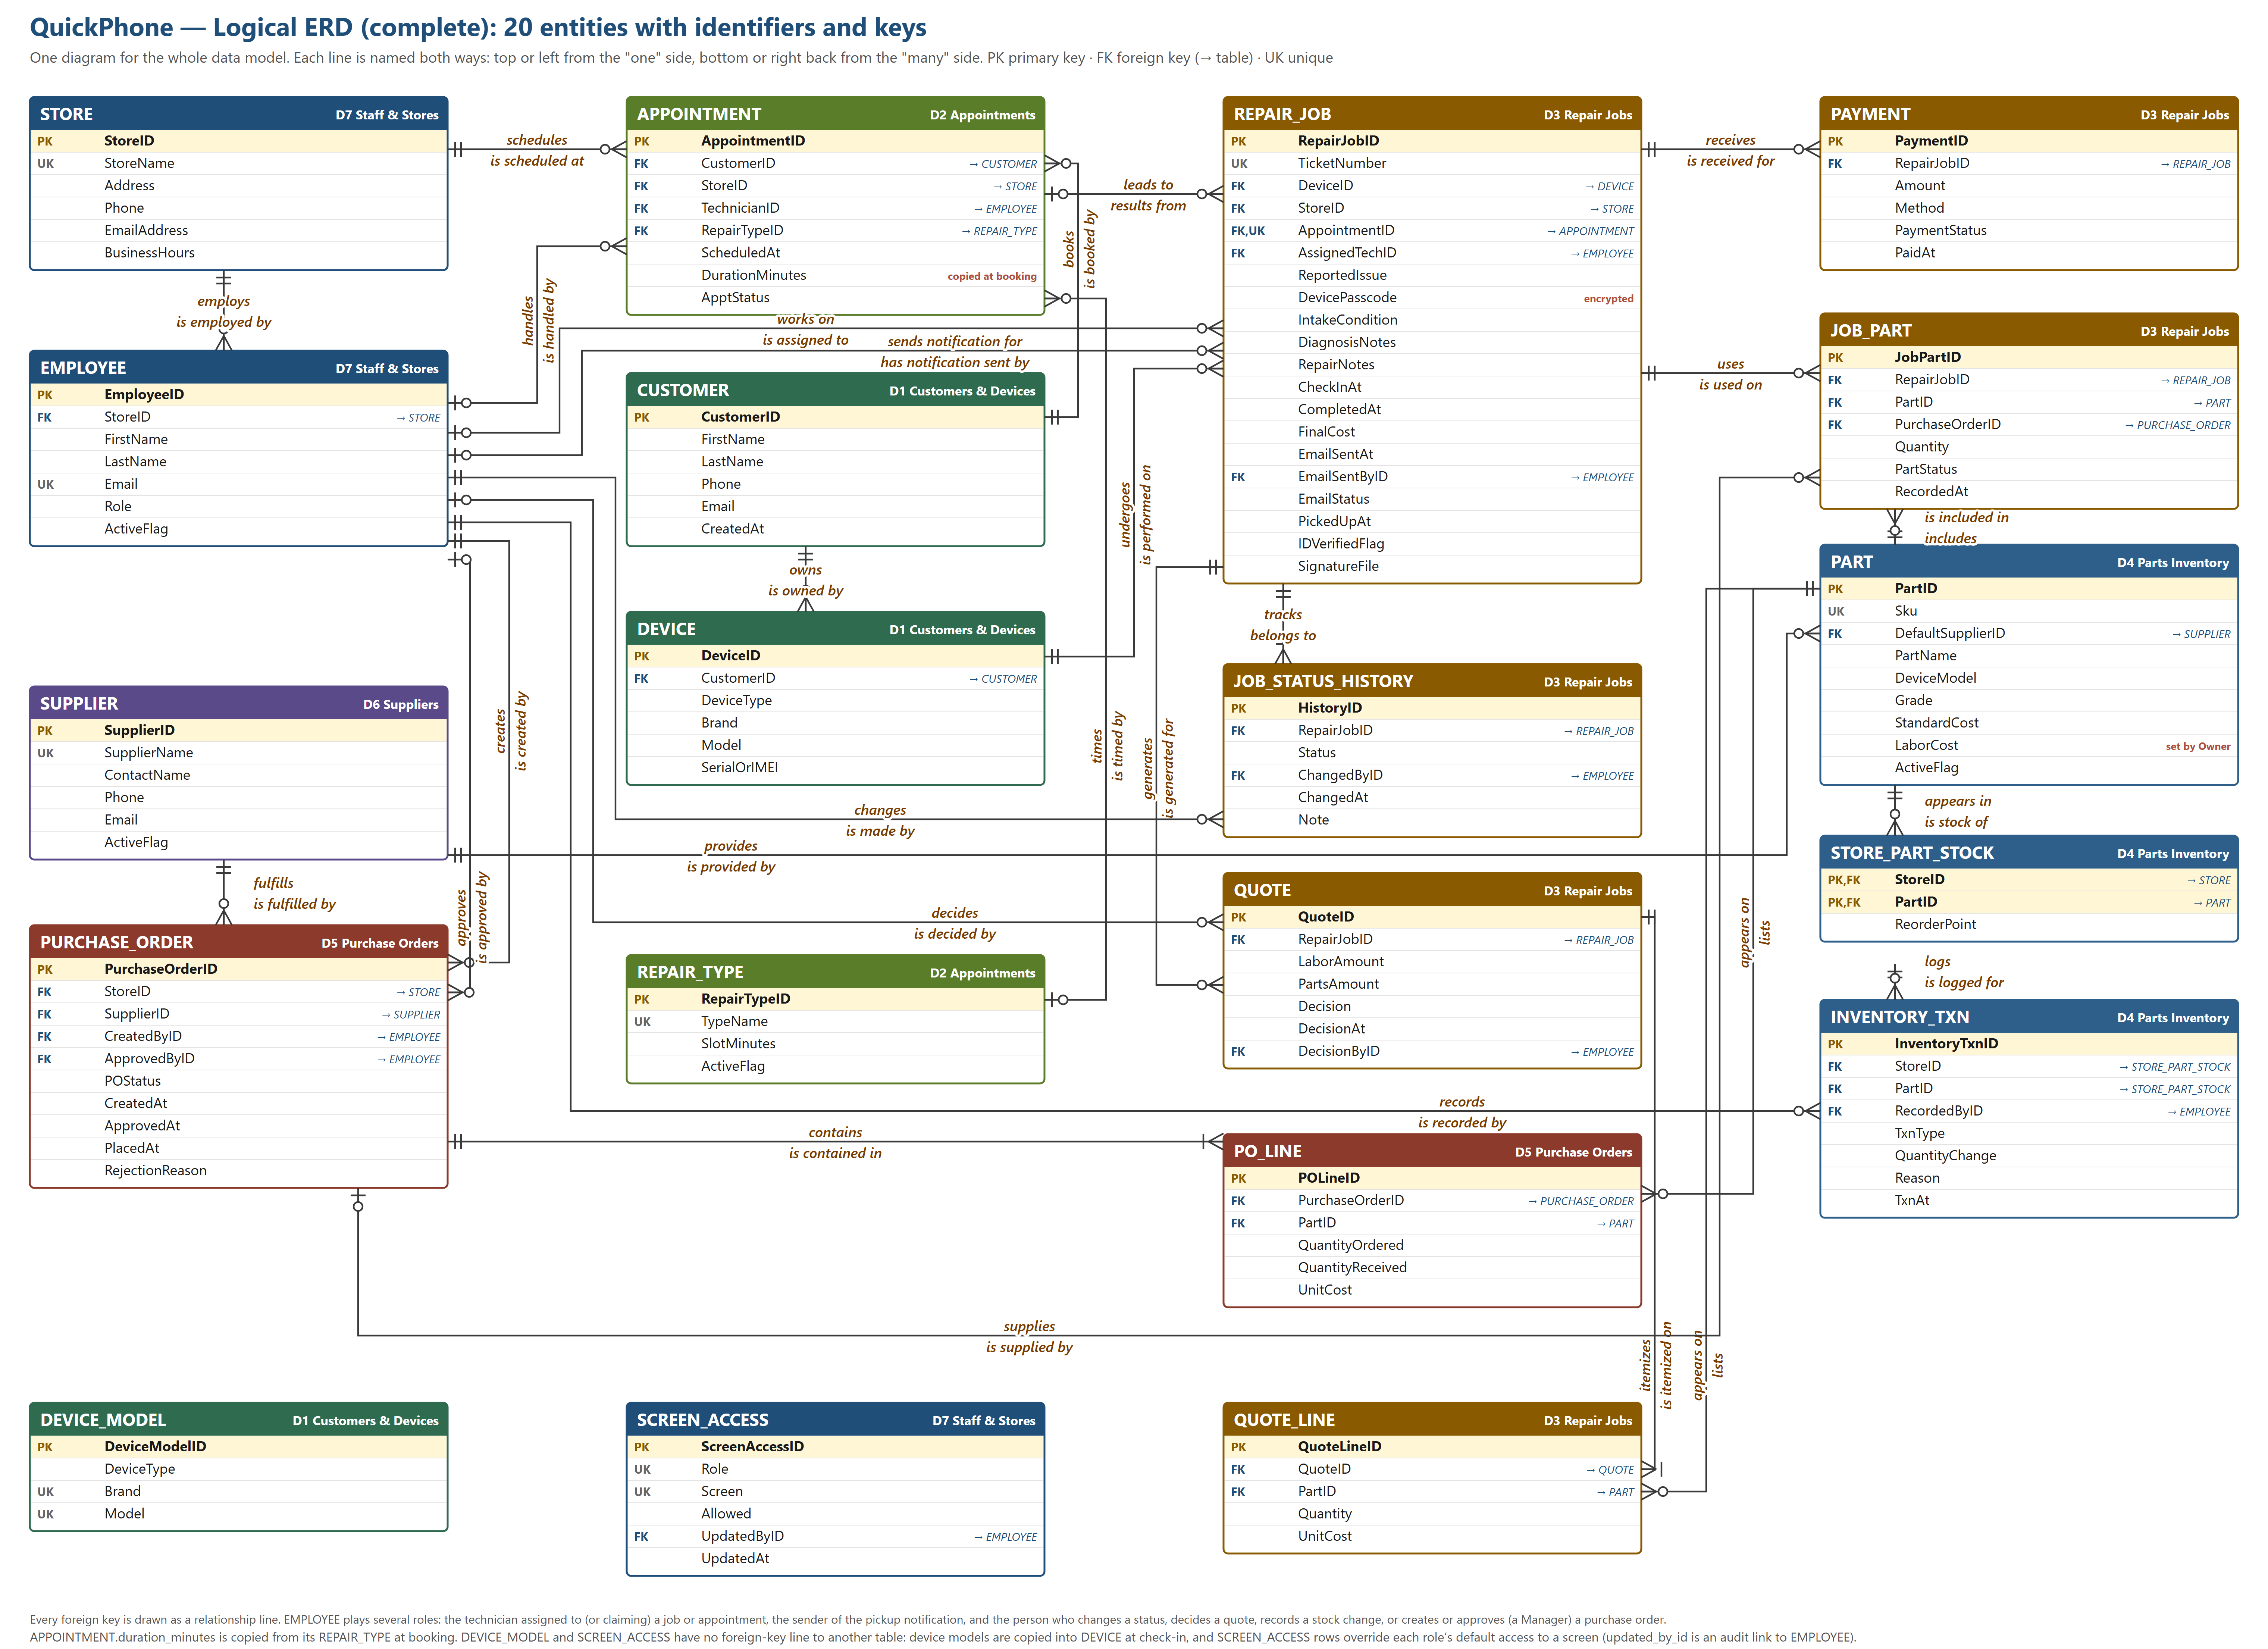 QuickPhone — Logical ERD (complete): 20 entities with identifiers and keys
One diagram for the whole data model. Each line is named both ways: top or left from the "one" side, bottom or right back from the "many" side. PK primary key · FK foreign key (→ table) · UK unique
STORE D7 Staff & Stores
PK StoreID
UK StoreName
Address
Phone
EmailAddress
BusinessHours
schedules
is scheduled at
employs
is employed by
EMPLOYEE D7 Staff & Stores
PK EmployeeID
FK StoreID → STORE
FirstName
LastName
UK Email
Role
ActiveFlag
handles
is handled by
SUPPLIER D6 Suppliers
PK SupplierID
UK SupplierName
ContactName
Phone
Email
ActiveFlag
creates
is created by
fulfills
is fulfilled by
approves
is approved by
PURCHASE_ORDER D5 Purchase Orders
PK PurchaseOrderID
FK StoreID → STORE
FK SupplierID → SUPPLIER
FK CreatedByID → EMPLOYEE
FK ApprovedByID → EMPLOYEE
POStatus
CreatedAt
ApprovedAt
PlacedAt
RejectionReason
DEVICE_MODEL D1 Customers & Devices
PK DeviceModelID
DeviceType
UK Brand
UK Model
APPOINTMENT D2 Appointments
PK AppointmentID
FK CustomerID → CUSTOMER
FK StoreID → STORE
FK TechnicianID → EMPLOYEE
FK RepairTypeID → REPAIR_TYPE
ScheduledAt
DurationMinutes copied at booking
ApptStatus
leads to
results from
books
is booked by
works on
is assigned to
sends notification for
has notification sent by
CUSTOMER D1 Customers & Devices
PK CustomerID
FirstName
LastName
Phone
Email
CreatedAt
owns
is owned by
undergoes
is performed on
DEVICE D1 Customers & Devices
PK DeviceID
FK CustomerID → CUSTOMER
DeviceType
Brand
Model
SerialOrIMEI
times
is timed by
generates
is generated for
changes
is made by
provides
is provided by
decides
is decided by
REPAIR_TYPE D2 Appointments
PK RepairTypeID
UK TypeName
SlotMinutes
ActiveFlag
records
is recorded by
contains
is contained in
supplies
is supplied by
SCREEN_ACCESS D7 Staff & Stores
PK ScreenAccessID
UK Role
UK Screen
Allowed
FK UpdatedByID → EMPLOYEE
UpdatedAt
REPAIR_JOB D3 Repair Jobs
PK RepairJobID
UK TicketNumber
FK DeviceID → DEVICE
FK StoreID → STORE
FK,UK AppointmentID → APPOINTMENT
FK AssignedTechID → EMPLOYEE
ReportedIssue
DevicePasscode encrypted
IntakeCondition
DiagnosisNotes
RepairNotes
CheckInAt
CompletedAt
FinalCost
EmailSentAt
FK EmailSentByID → EMPLOYEE
EmailStatus
PickedUpAt
IDVerifiedFlag
SignatureFile
receives
is received for
uses
is used on
tracks
belongs to
JOB_STATUS_HISTORY D3 Repair Jobs
PK HistoryID
FK RepairJobID → REPAIR_JOB
Status
FK ChangedByID → EMPLOYEE
ChangedAt
Note
QUOTE D3 Repair Jobs
PK QuoteID
FK RepairJobID → REPAIR_JOB
LaborAmount
PartsAmount
Decision
DecisionAt
FK DecisionByID → EMPLOYEE
PO_LINE D5 Purchase Orders
PK POLineID
FK PurchaseOrderID → PURCHASE_ORDER
FK PartID → PART
QuantityOrdered
QuantityReceived
UnitCost
appears on
lists
itemizes
is itemized on
appears on
lists
QUOTE_LINE D3 Repair Jobs
PK QuoteLineID
FK QuoteID → QUOTE
FK PartID → PART
Quantity
UnitCost
PAYMENT D3 Repair Jobs
PK PaymentID
FK RepairJobID → REPAIR_JOB
Amount
Method
PaymentStatus
PaidAt
JOB_PART D3 Repair Jobs
PK JobPartID
FK RepairJobID → REPAIR_JOB
FK PartID → PART
FK PurchaseOrderID → PURCHASE_ORDER
Quantity
PartStatus
RecordedAt
is included in
includes
PART D4 Parts Inventory
PK PartID
UK Sku
FK DefaultSupplierID → SUPPLIER
PartName
DeviceModel
Grade
StandardCost
LaborCost set by Owner
ActiveFlag
appears in
is stock of
STORE_PART_STOCK D4 Parts Inventory
PK,FK StoreID → STORE
PK,FK PartID → PART
ReorderPoint
logs
is logged for
INVENTORY_TXN D4 Parts Inventory
PK InventoryTxnID
FK StoreID → STORE_PART_STOCK
FK PartID → STORE_PART_STOCK
FK RecordedByID → EMPLOYEE
TxnType
QuantityChange
Reason
TxnAt
Every foreign key is drawn as a relationship line. EMPLOYEE plays several roles: the technician assigned to (or claiming) a job or appointment, the sender of the pickup notification, and the person who changes a status, decides a quote, records a stock change, or creates or approves (a Manager) a purchase order.
APPOINTMENT.duration_minutes is copied from its REPAIR_TYPE at booking. DEVICE_MODEL and SCREEN_ACCESS have no foreign-key line to another table: device models are copied into DEVICE at check-in, and SCREEN_ACCESS rows override each role's default access to a screen (updated_by_id is an audit link to EMPLOYEE).